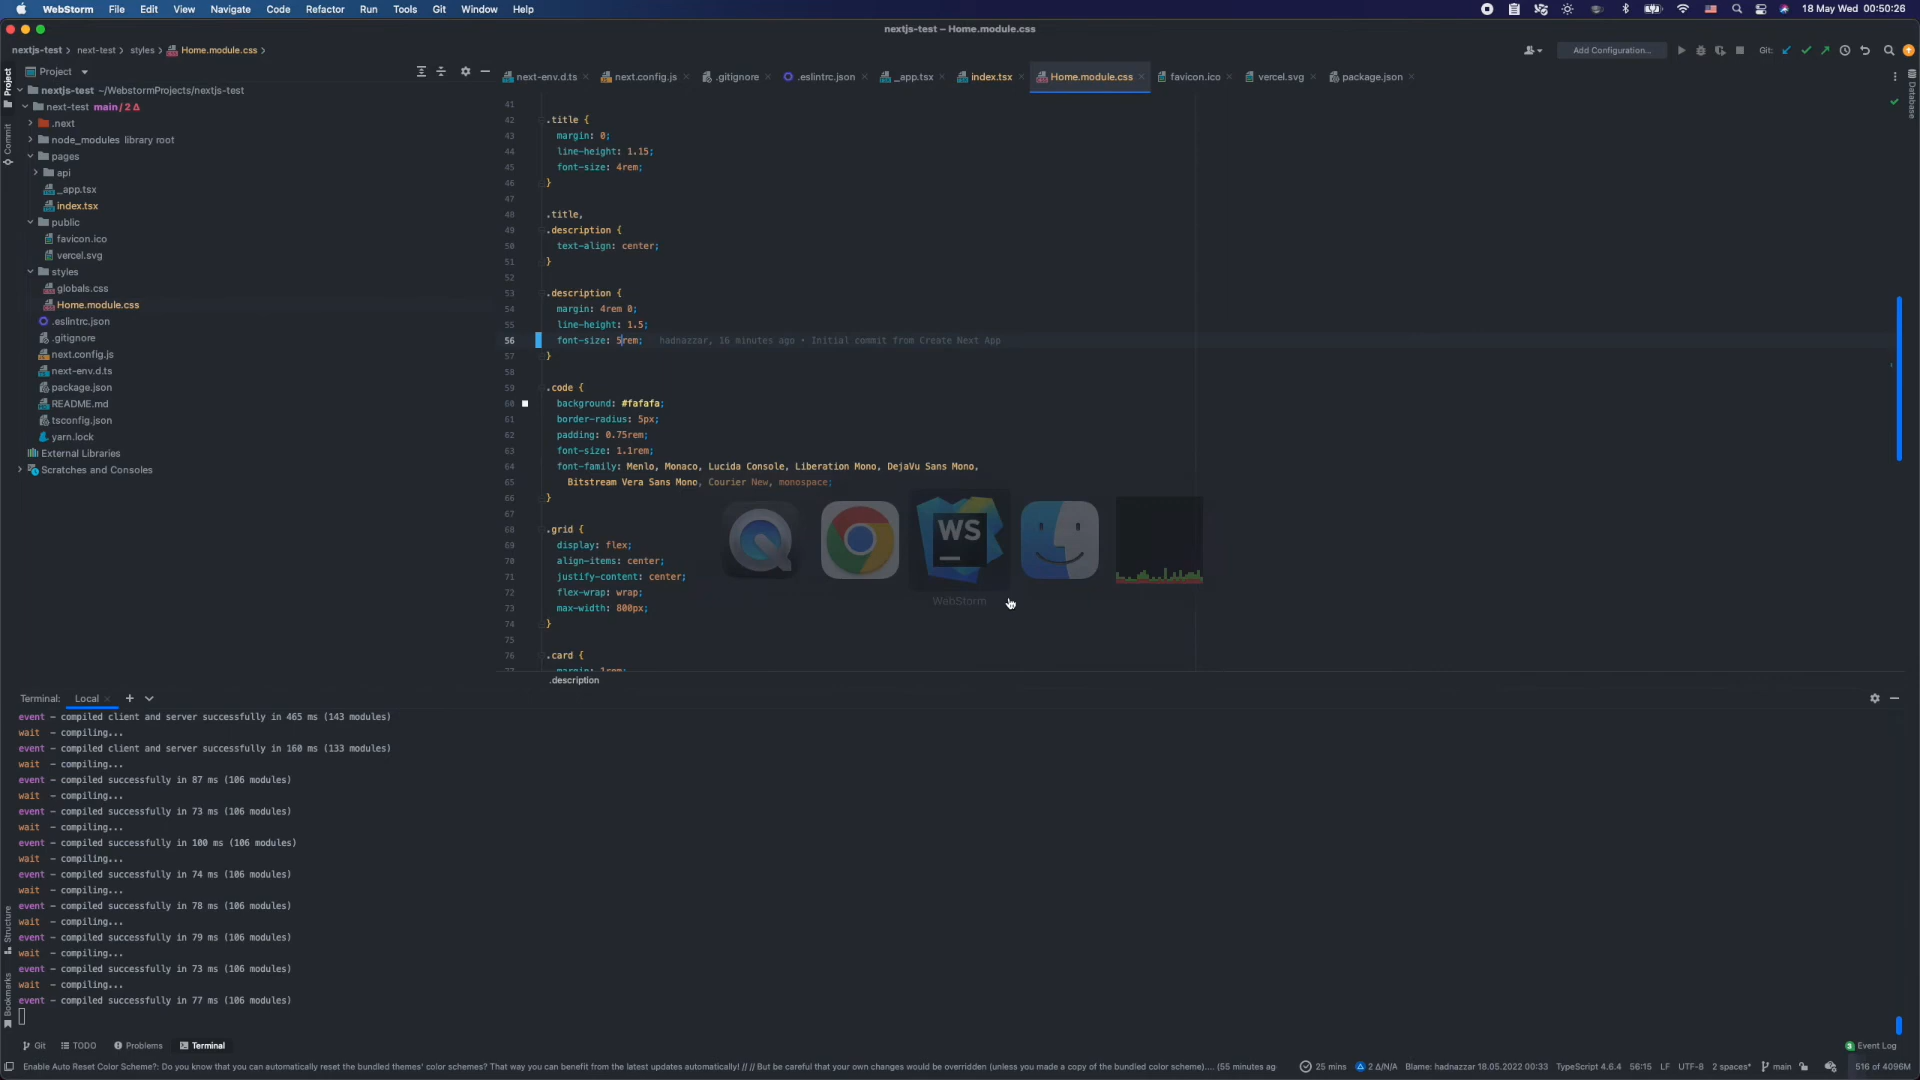 WebStorm File Edit View Navigate Code Refactor Run Tools Git Window Help 18 May Wed 00:50:26
nextjs-test – Home.module.css
nextjs-test next-test styles Home.module.css Add Configuration... Git:
Project next-env.d.ts next.config.js .gitignore .eslintrc.json _app.tsx index.tsx Home.module.css favicon.ico vercel.svg package.json
Project
Commit
Structure
Bookmarks
Database
nextjs-test ~/WebstormProjects/nextjs-test
next-test main / 2 Δ
.next
node_modules library root
pages
api
_app.tsx
index.tsx
public
favicon.ico
vercel.svg
styles
globals.css
Home.module.css
.eslintrc.json
.gitignore
next.config.js
next-env.d.ts
package.json
README.md
tsconfig.json
yarn.lock
External Libraries
Scratches and Consoles
41
42 .title {
43 margin: 0;
44 line-height: 1.15;
45 font-size: 4rem;
46 }
47
48 .title,
49 .description {
50 text-align: center;
51 }
52
53 .description {
54 margin: 4rem 0;
55 line-height: 1.5;
56 font-size: 5rem; hadnazzar, 16 minutes ago • Initial commit from Create Next App
57 }
58
59 .code {
60 background: #fafafa;
61 border-radius: 5px;
62 padding: 0.75rem;
63 font-size: 1.1rem;
64 font-family: Menlo, Monaco, Lucida Console, Liberation Mono, DejaVu Sans Mono,
65 Bitstream Vera Sans Mono, Courier New, monospace;
66 }
67
68 .grid {
69 display: flex;
70 align-items: center;
71 justify-content: center;
72 flex-wrap: wrap;
73 max-width: 800px;
74 }
75
76 .card {
77 margin: 1rem;
WS
WebStorm
.description
Terminal: Local
event - compiled client and server successfully in 465 ms (143 modules)
wait - compiling...
event - compiled client and server successfully in 160 ms (133 modules)
wait - compiling...
event - compiled successfully in 87 ms (106 modules)
wait - compiling...
event - compiled successfully in 73 ms (106 modules)
wait - compiling...
event - compiled successfully in 100 ms (106 modules)
wait - compiling...
event - compiled successfully in 74 ms (106 modules)
wait - compiling...
event - compiled successfully in 78 ms (106 modules)
wait - compiling...
event - compiled successfully in 79 ms (106 modules)
wait - compiling...
event - compiled successfully in 73 ms (106 modules)
wait - compiling...
event - compiled successfully in 77 ms (106 modules)
Git TODO Problems Terminal 3 Event Log
Enable Auto Reset Color Scheme?: Do you know that you can automatically reset the bundled themes' color schemes? That way you can benefit from the latest updates automatically! // // But be careful that your own changes would be overridden (unless you made a copy of the bundled color scheme).... (55 minutes ag 25 mins 2 Δ/N/A Blame: hadnazzar 18.05.2022 00:33 TypeScript 4.6.4 56:15 LF UTF-8 2 spaces* main 516 of 4096M